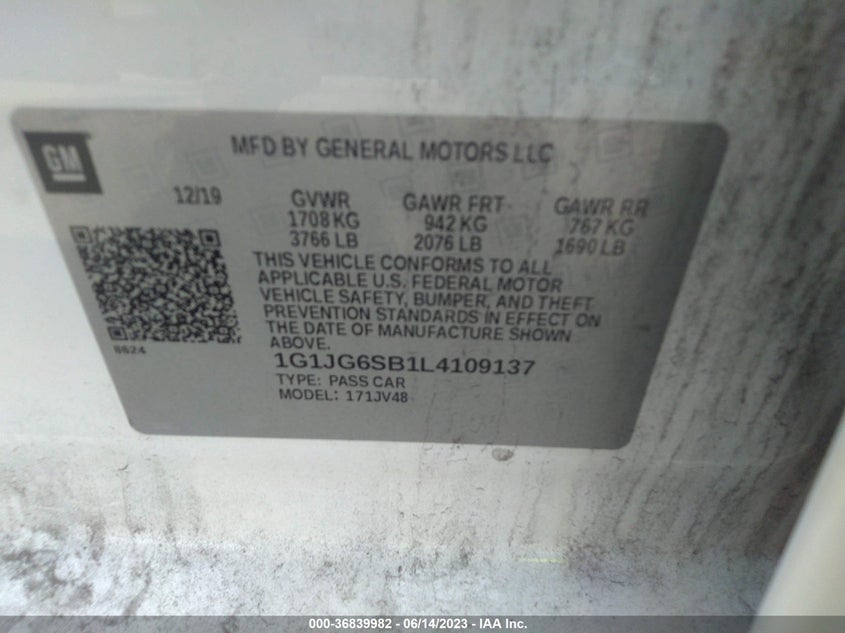 GM
MFD BY GENERAL MOTORS LLC
12/19 GVWR GAWR FRT GAWR RR
1708 KG 942 KG 767 KG
3766 LB 2076 LB 1690 LB
THIS VEHICLE CONFORMS TO ALL
APPLICABLE U.S. FEDERAL MOTOR
VEHICLE SAFETY, BUMPER, AND THEFT
PREVENTION STANDARDS IN EFFECT ON
THE DATE OF MANUFACTURE SHOWN
ABOVE.
8624
1G1JG6SB1L4109137
TYPE: PASS CAR
MODEL: 171JV48
000-36839982 - 06/14/2023 - IAA Inc.